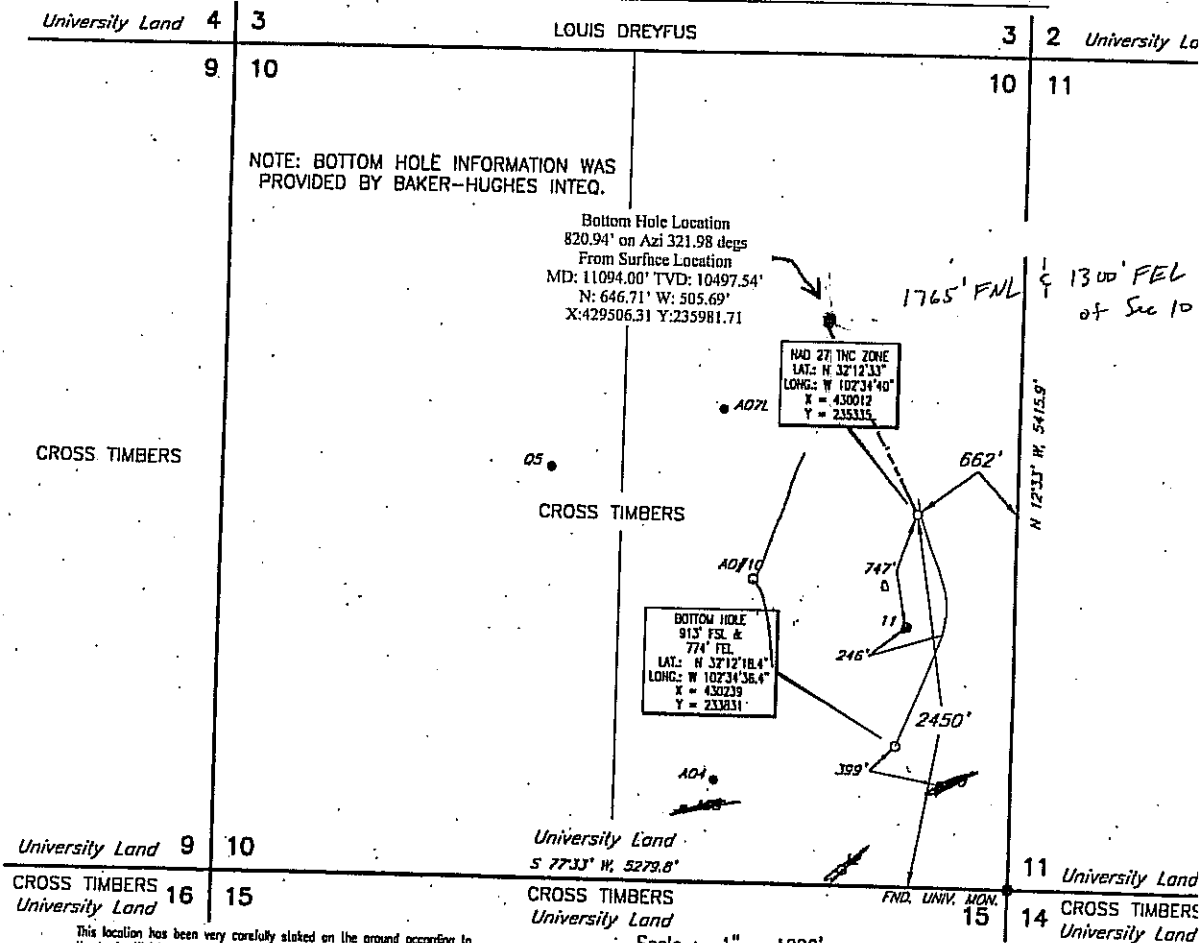 University Land 4 3 LOUIS DREYFUS 3 2 University La
9 10 10 11
NOTE: BOTTOM HOLE INFORMATION WAS
PROVIDED BY BAKER-HUGHES INTEQ.
Bottom Hole Location
820.94' on Azi 321.98 degs
From Surface Location
MD: 11094.00' TVD: 10497.54'
N: 646.71' W: 505.69'
X:429506.31 Y:235981.71
1765' FNL & 1300' FEL
of Sec 10
NAD 27 TNC ZONE
LAT.: N 32°12'33"
LONG.: W 102°34'40"
X = 430012
Y = 235335
A07L
N 12°33' W, 5415.9'
CROSS TIMBERS
05
662'
CROSS TIMBERS
747'
11
246'
BOTTOM HOLE
913' FSL &
774' FEL
LAT.: N 32°12'18.4"
LONG.: W 102°34'36.4"
X = 430239
Y = 233831
2450'
399'
A04
University Land 9 10 University Land
S 77°33' W, 5279.8'
11 University Land
CROSS TIMBERS 16 15 CROSS TIMBERS FND. UNIV. MON. 15 14 CROSS TIMBERS
University Land University Land University Land
This location has been very carefully staked on the ground according to
Scale : 1" = 1000'